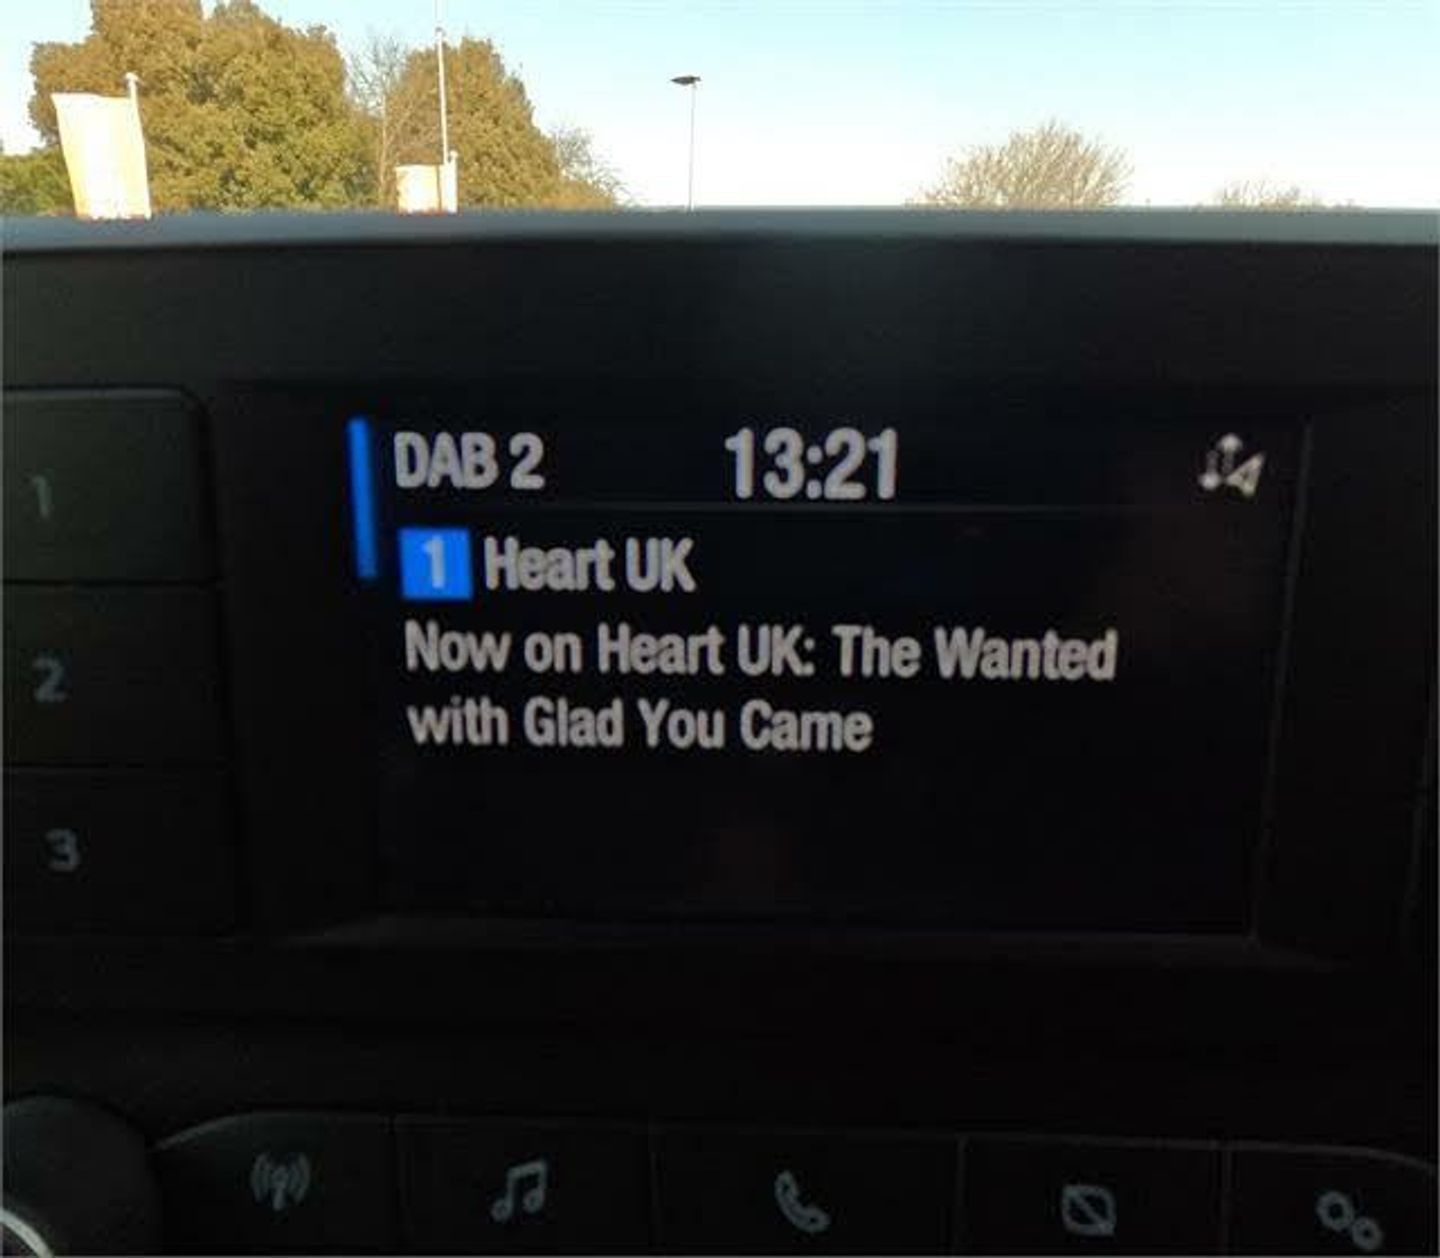 DAB 2 13:21
1 Heart UK
Now on Heart UK: The Wanted
with Glad You Came
1
2
3